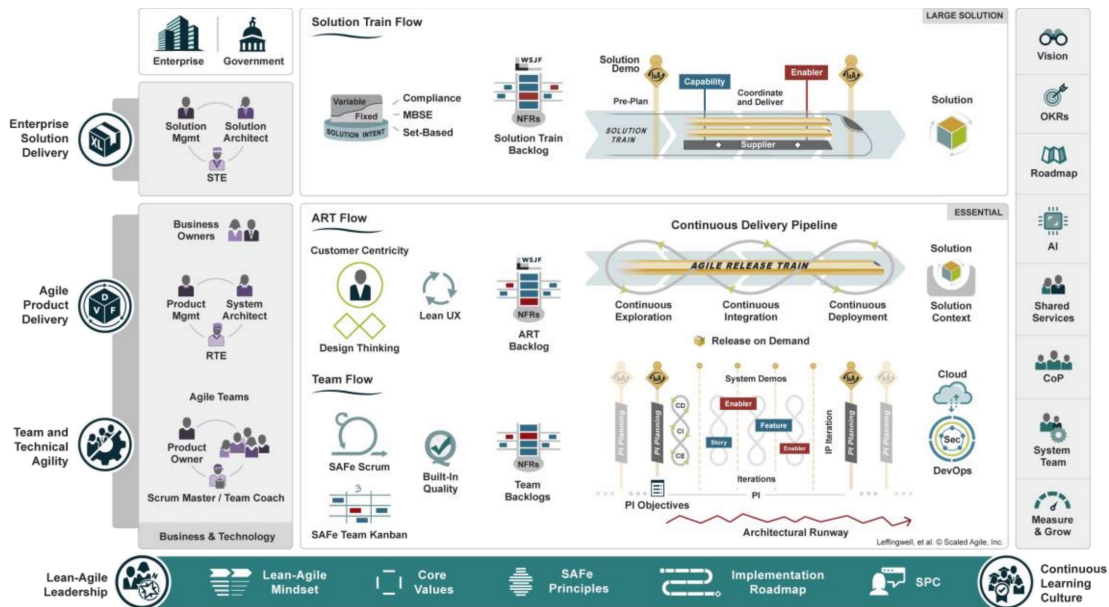 Enterprise
Government
Enterprise
Solution
Delivery
XL
Solution
Mgmt
Solution
Architect
STE
Solution Train Flow
LARGE SOLUTION
Variable
Fixed
SOLUTION INTENT
Compliance
MBSE
Set-Based
WSJF
NFRs
Solution Train
Backlog
Solution
Demo
I&A
Pre-Plan
Capability
Coordinate
and Deliver
Enabler
I&A
SOLUTION
TRAIN
Supplier
Solution
Agile
Product
Delivery
D
V F
Business
Owners
Product
Mgmt
System
Architect
RTE
ART Flow
ESSENTIAL
Customer Centricity
Design Thinking
Lean UX
WSJF
NFRs
ART
Backlog
Continuous Delivery Pipeline
AGILE RELEASE TRAIN
Continuous
Exploration
Continuous
Integration
Continuous
Deployment
Release on Demand
Solution
Solution
Context
Team and
Technical
Agility
Agile Teams
Product
Owner
Scrum Master / Team Coach
Business & Technology
Team Flow
SAFe Scrum
3
SAFe Team Kanban
Built-In
Quality
NFRs
Team
Backlogs
I&A
I&A
System Demos
I&A
I&A
PI Planning
PI Planning
CD
CI
CE
Enabler
Story
Feature
Enabler
IP Iteration
PI Planning
PI Planning
Iterations
PI
PI Objectives
Architectural Runway
Cloud
Sec
DevOps
Leffingwell, et al. © Scaled Agile, Inc.
Vision
OKRs
Roadmap
AI
Shared
Services
CoP
System
Team
Measure
& Grow
Lean-Agile
Leadership
Lean-Agile
Mindset
Core
Values
SAFe
Principles
Implementation
Roadmap
SPC
Continuous
Learning
Culture